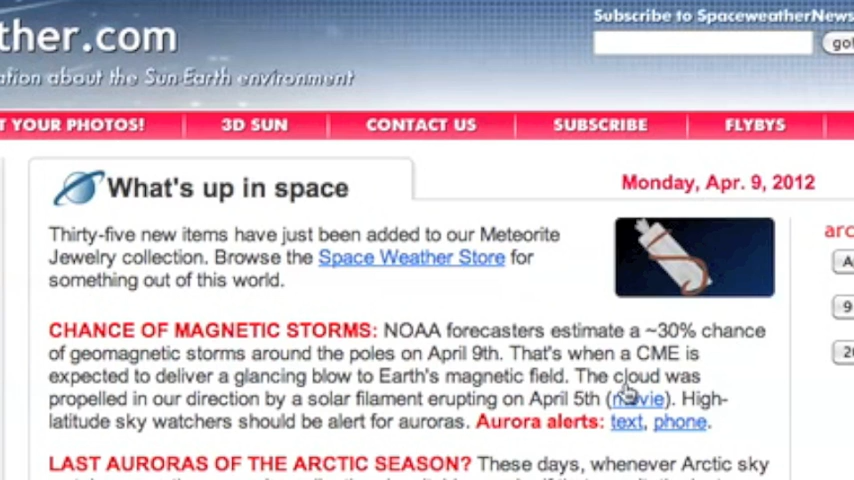 Subscribe to SpaceweatherNews
ther.com
go!
ation about the Sun-Earth environment
T YOUR PHOTOS! 3D SUN CONTACT US SUBSCRIBE FLYBYS
What's up in space
Monday, Apr. 9, 2012
Thirty-five new items have just been added to our Meteorite
Jewelry collection. Browse the Space Weather Store for
something out of this world.
CHANCE OF MAGNETIC STORMS: NOAA forecasters estimate a ~30% chance
of geomagnetic storms around the poles on April 9th. That's when a CME is
expected to deliver a glancing blow to Earth's magnetic field. The cloud was
propelled in our direction by a solar filament erupting on April 5th (movie). High-
latitude sky watchers should be alert for auroras. Aurora alerts: text, phone.
LAST AURORAS OF THE ARCTIC SEASON? These days, whenever Arctic sky